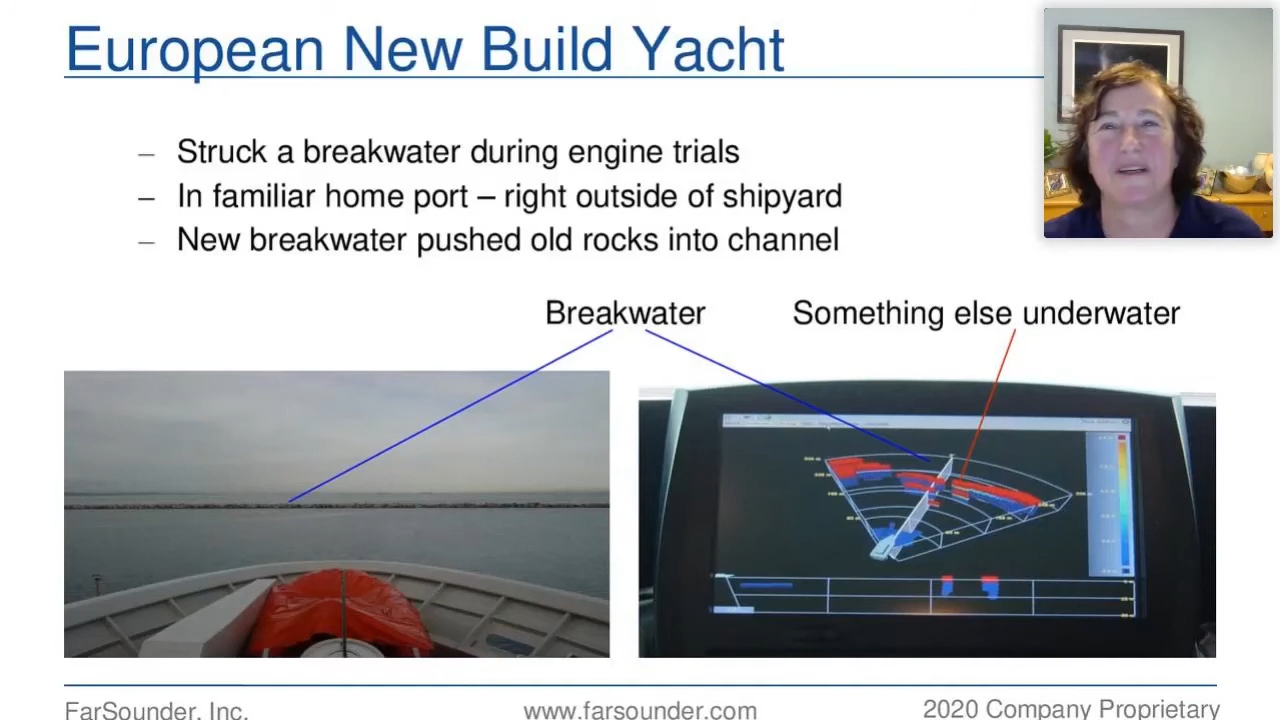 European New Build Yacht
– Struck a breakwater during engine trials
– In familiar home port – right outside of shipyard
– New breakwater pushed old rocks into channel
Breakwater
Something else underwater
FarSounder, Inc.
www.farsounder.com
2020 Company Proprietary